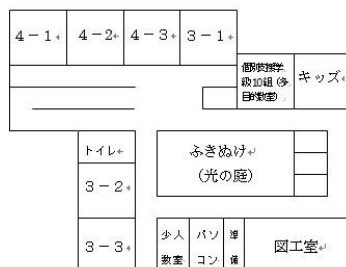 4－1 4－2 4－3 3－1
個別支援学
級10組（多
目的教室）
キッズ
トイレ
3－2
ふきぬけ
（光の庭）
3－3
少人 パソ 準
数室 コン 備
図工室